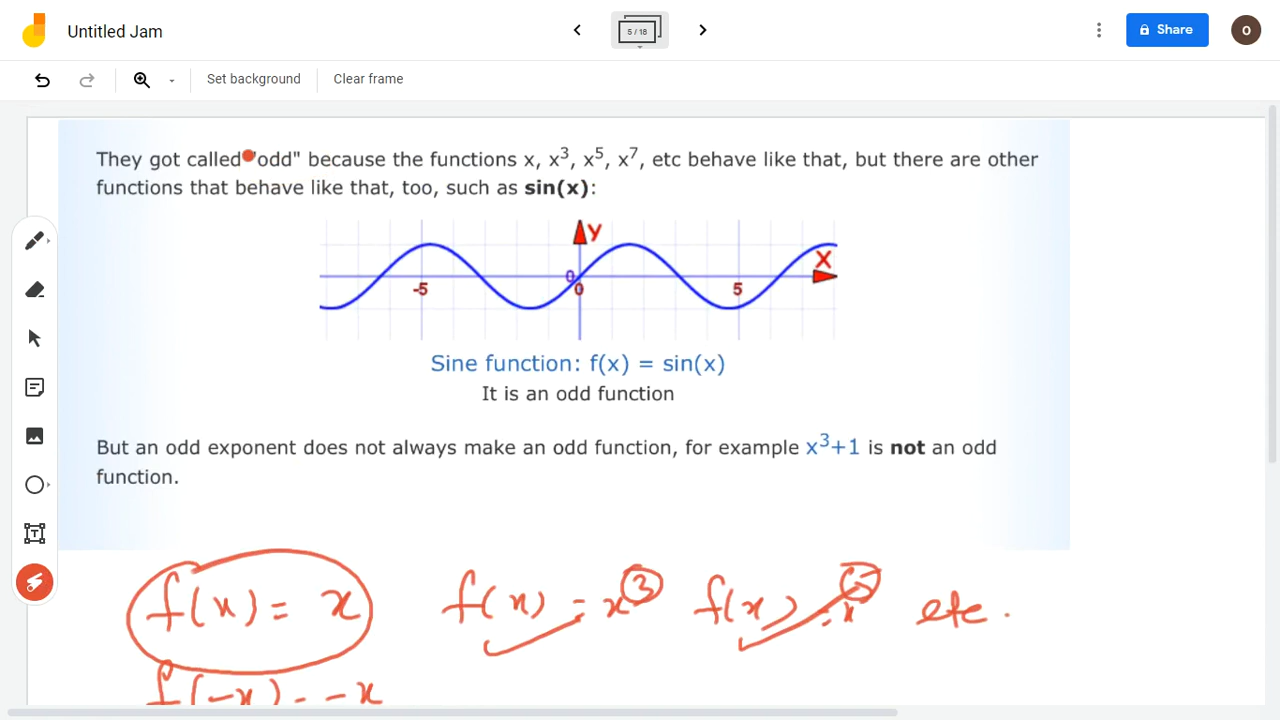 Untitled Jam
5 / 18
Share
O
Set background
Clear frame
They got called "odd" because the functions x, x³, x⁵, x⁷, etc behave like that, but there are other
functions that behave like that, too, such as sin(x):
Y
X
0
-5
0
5
Sine function: f(x) = sin(x)
It is an odd function
But an odd exponent does not always make an odd function, for example x³+1 is not an odd
function.
f(x) = x f(x) = x³ f(x) = x⁵ etc.
f(-x) = -x